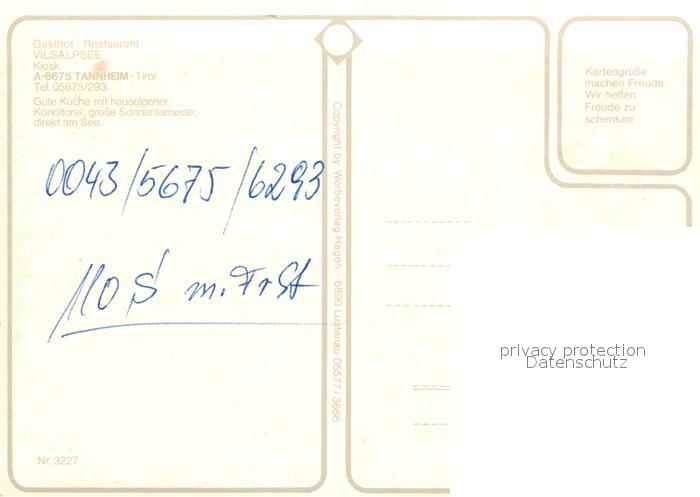 Gasthof - Restaurant
VILSALPSEE
Kiosk
A-6675 TANNHEIM - Tirol
Tel. 05675/293
Gute Küche mit hauseigener
Konditorei; große Sonnenterrasse;
direkt am See.
0043/5675/6293
110 S m. FrSt
Nr. 3227
Copyright by Werbeverlag Hagen - 6890 Lustenau 05577/3666
Kartengrüße
machen Freude.
Wir helfen
Freude zu
schenken
privacy protection
Datenschutz